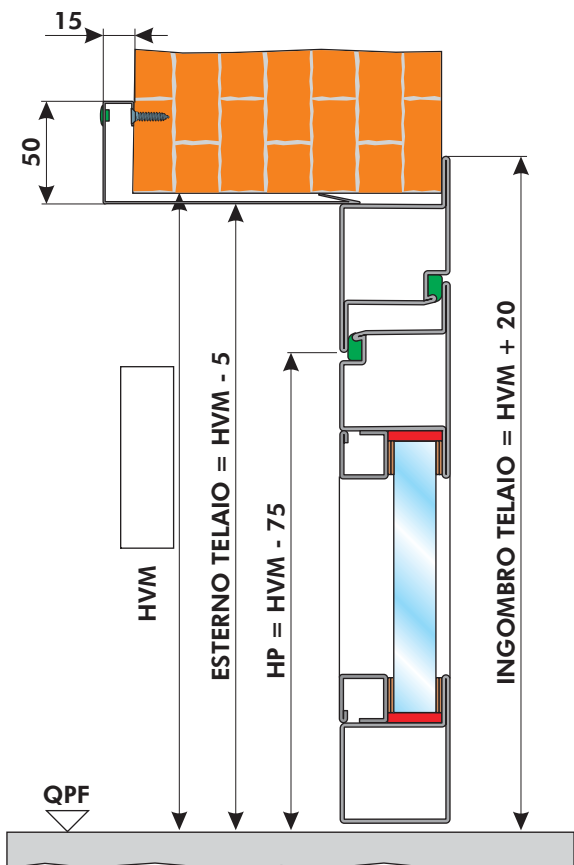 15
50
HVM
ESTERNO TELAIO = HVM - 5
HP = HVM - 75
INGOMBRO TELAIO = HVM + 20
QPF